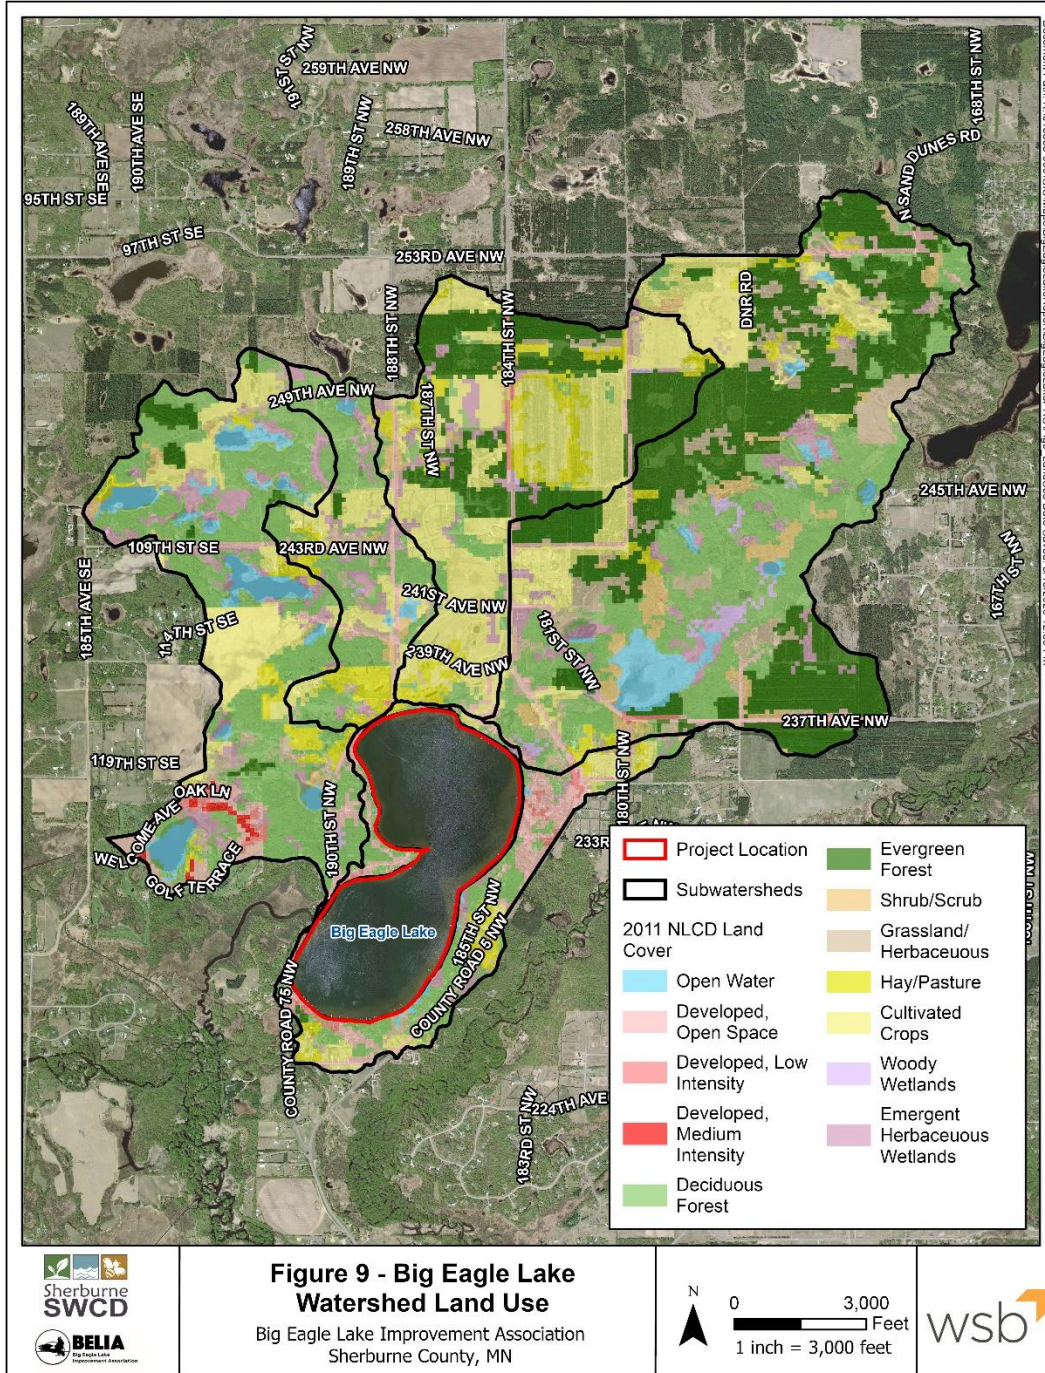 191ST ST NW
259TH AVE NW
168TH ST NW
189TH AVE SE
190TH AVE SE
189TH ST NW
258TH AVE NW
N SAND DUNES RD
95TH ST SE
97TH ST SE
253RD AVE NW
188TH ST NW
184TH ST NW
DNR RD
249TH AVE NW
187TH ST NW
245TH AVE NW
109TH ST SE
243RD AVE NW
167TH ST NW
185TH AVE SE
114TH ST SE
241ST AVE NW
181ST ST NW
239TH AVE NW
237TH AVE NW
119TH ST SE
180TH ST NW
OAK LN
WELCOME AVE
GOLF TERRACE
190TH ST NW
Big Eagle Lake
185TH ST NW
COUNTY ROAD 5 NW
COUNTY ROAD 75 NW
224TH AVE
183RD ST NW
Project Location
Subwatersheds
2011 NLCD Land
Cover
Open Water
Developed,
Open Space
Developed, Low
Intensity
Developed,
Medium
Intensity
Deciduous
Forest
Evergreen
Forest
Shrub/Scrub
Grassland/
Herbaceuous
Hay/Pasture
Cultivated
Crops
Woody
Wetlands
Emergent
Herbaceuous
Wetlands
Sherburne
SWCD
BELIA
Big Eagle Lake
Improvement Association
Figure 9 - Big Eagle Lake
Watershed Land Use
Big Eagle Lake Improvement Association
Sherburne County, MN
N
0 3,000
Feet
1 inch = 3,000 feet
wsb